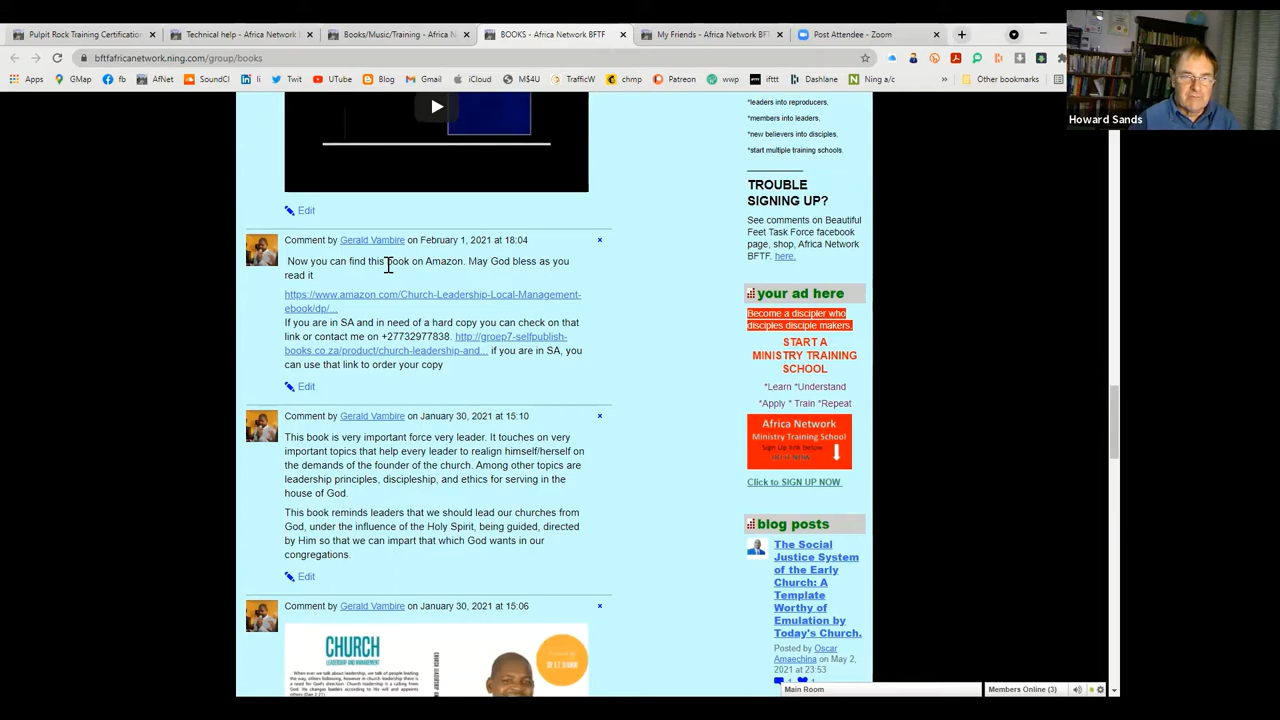 Pulpit Rock Training Certification
Technical help - Africa Network B
Books/Music/Training - Africa N
BOOKS - Africa Network BFTF
My Friends - Africa Network BF
Post Attendee - Zoom
bftfafricanetwork.ning.com/group/books
Apps
GMap
fb
AfNet
SoundCl
li
Twit
UTube
Blog
Gmail
iCloud
M$4U
TrafficW
chmp
Patreon
wwp
ifttt
Dashlane
Ning a/c
Other bookmarks
Howard Sands
Edit
Comment by Gerald Vambire on February 1, 2021 at 18:04
Now you can find this book on Amazon. May God bless as you
read it
https://www.amazon.com/Church-Leadership-Local-Management-
ebook/dp/...
If you are in SA and in need of a hard copy you can check on that
link or contact me on +27732977838. http://groep7-selfpublish-
books.co.za/product/church-leadership-and... if you are in SA, you
can use that link to order your copy
Edit
Comment by Gerald Vambire on January 30, 2021 at 15:10
This book is very important force very leader. It touches on very
important topics that help every leader to realign himself/herself on
the demands of the founder of the church. Among other topics are
leadership principles, discipleship, and ethics for serving in the
house of God.
This book reminds leaders that we should lead our churches from
God, under the influence of the Holy Spirit, being guided, directed
by Him so that we can impart that which God wants in our
congregations.
Edit
Comment by Gerald Vambire on January 30, 2021 at 15:06
CHURCH
LEADERSHIP AND MANAGEMENT
*leaders into reproducers,
*members into leaders,
*new believers into disciples,
*start multiple training schools.
TROUBLE
SIGNING UP?
See comments on Beautiful
Feet Task Force facebook
page, shop, Africa Network
BFTF. here.
your ad here
Become a discipler who
disciples disciple makers.
START A
MINISTRY TRAINING
SCHOOL
*Learn *Understand
*Apply * Train *Repeat
Africa Network
Ministry Training School
Sign Up link below
DO IT NOW
Click to SIGN UP NOW
blog posts
The Social
Justice System
of the Early
Church: A
Template
Worthy of
Emulation by
Today's Church.
Posted by Oscar
Amaechina on May 2,
2021 at 23:53
1
Main Room
Members Online (3)